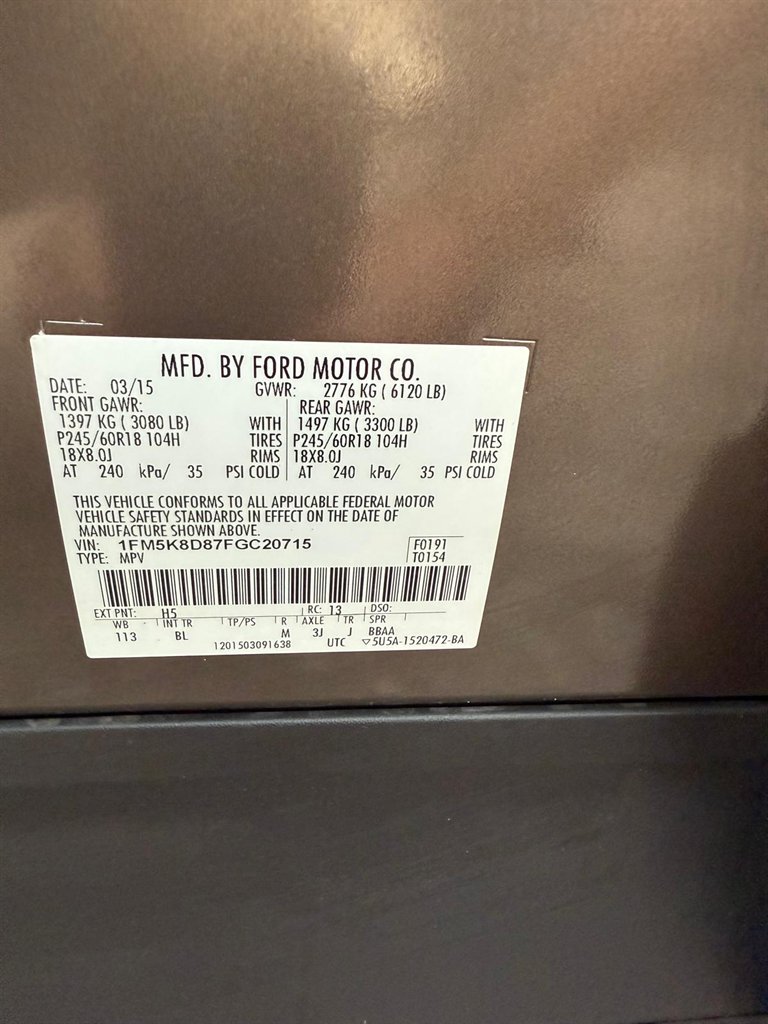 MFD. BY FORD MOTOR CO.
DATE: 03/15 GVWR: 2776 KG ( 6120 LB)
FRONT GAWR: REAR GAWR:
1397 KG ( 3080 LB) WITH 1497 KG ( 3300 LB) WITH
P245/60R18 104H TIRES P245/60R18 104H TIRES
18X8.0J RIMS 18X8.0J RIMS
AT 240 kPa/ 35 PSI COLD AT 240 kPa/ 35 PSI COLD
THIS VEHICLE CONFORMS TO ALL APPLICABLE FEDERAL MOTOR
VEHICLE SAFETY STANDARDS IN EFFECT ON THE DATE OF
MANUFACTURE SHOWN ABOVE.
VIN: 1FM5K8D87FGC20715 F0191
TYPE: MPV T0154
EXT PNT: H5 RC: 13 DSO:
WB INT TR TP/PS R AXLE TR SPR
113 BL M 3J J BBAA
1201503091638 UTC ▽5U5A-1520472-BA